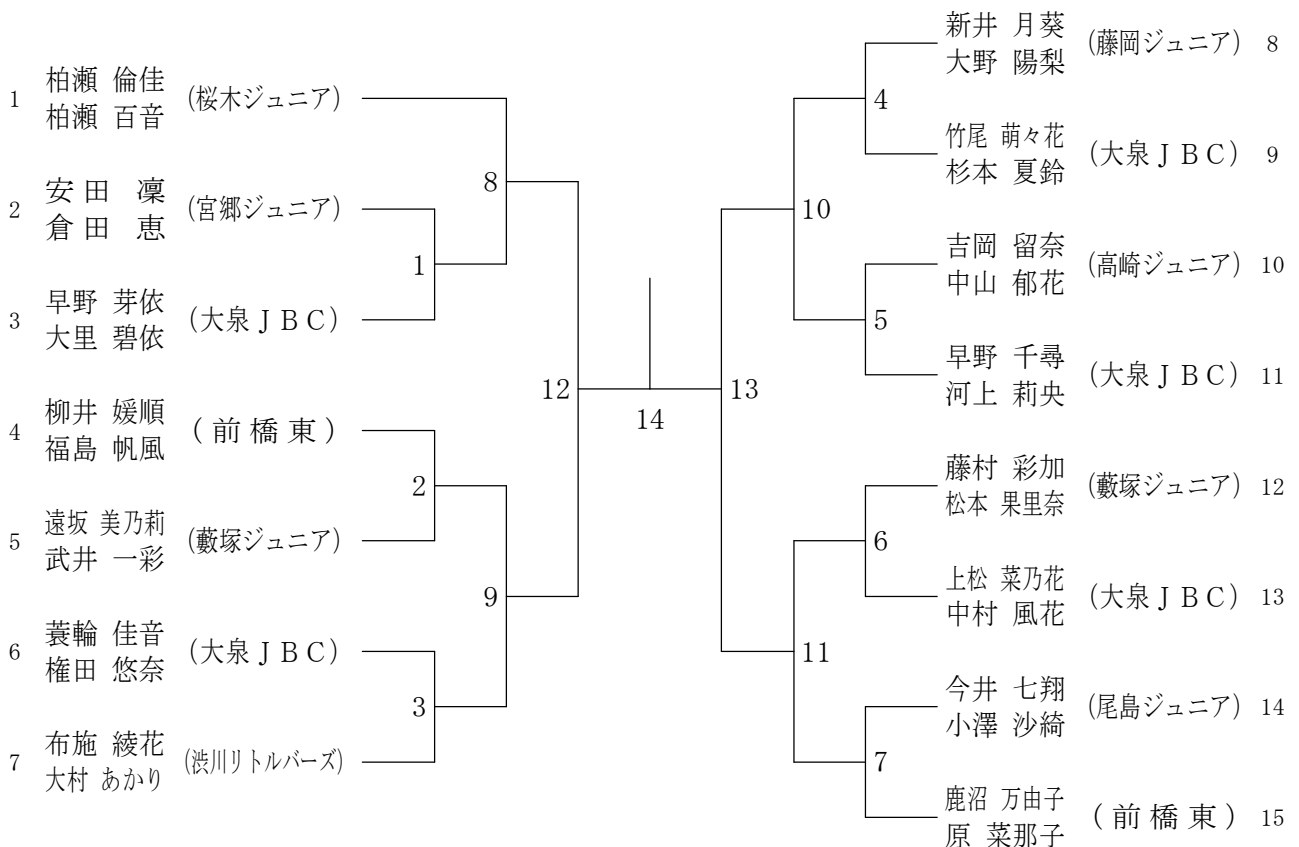 1 柏瀬 倫佳 (桜木ジュニア)
柏瀬 百音
2 安田 凜 (宮郷ジュニア)
倉田 恵
3 早野 芽依 (大泉ＪＢＣ)
大里 碧依
4 柳井 媛順 (前橋東)
福島 帆風
5 遠坂 美乃莉 (藪塚ジュニア)
武井 一彩
6 蓑輪 佳音 (大泉ＪＢＣ)
権田 悠奈
7 布施 綾花 (渋川リトルバーズ)
大村 あかり
8
1
12
2
9
3
14
13
10
4
5
11
6
7
新井 月葵 (藤岡ジュニア) 8
大野 陽梨
竹尾 萌々花 (大泉ＪＢＣ) 9
杉本 夏鈴
吉岡 留奈 (高崎ジュニア) 10
中山 郁花
早野 千尋 (大泉ＪＢＣ) 11
河上 莉央
藤村 彩加 (藪塚ジュニア) 12
松本 果里奈
上松 菜乃花 (大泉ＪＢＣ) 13
中村 風花
今井 七翔 (尾島ジュニア) 14
小澤 沙綺
鹿沼 万由子 (前橋東) 15
原 菜那子